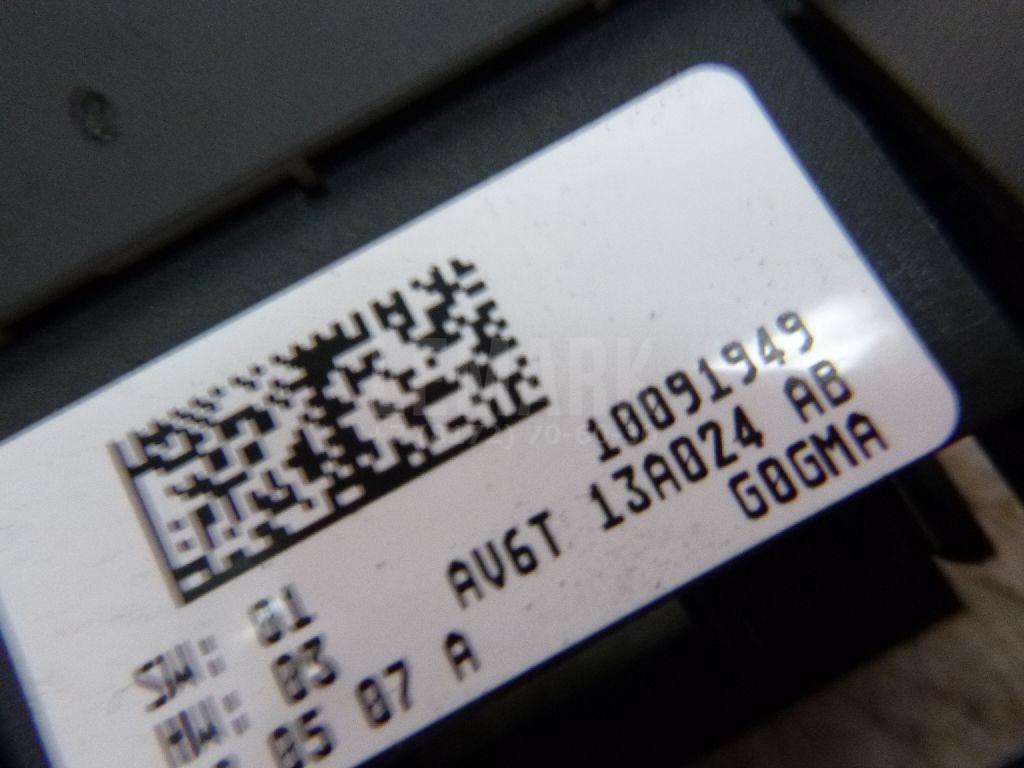 10091949
AV6T 13A024 AB
G0GMA
SW: 01
HW: 03
05 07 A